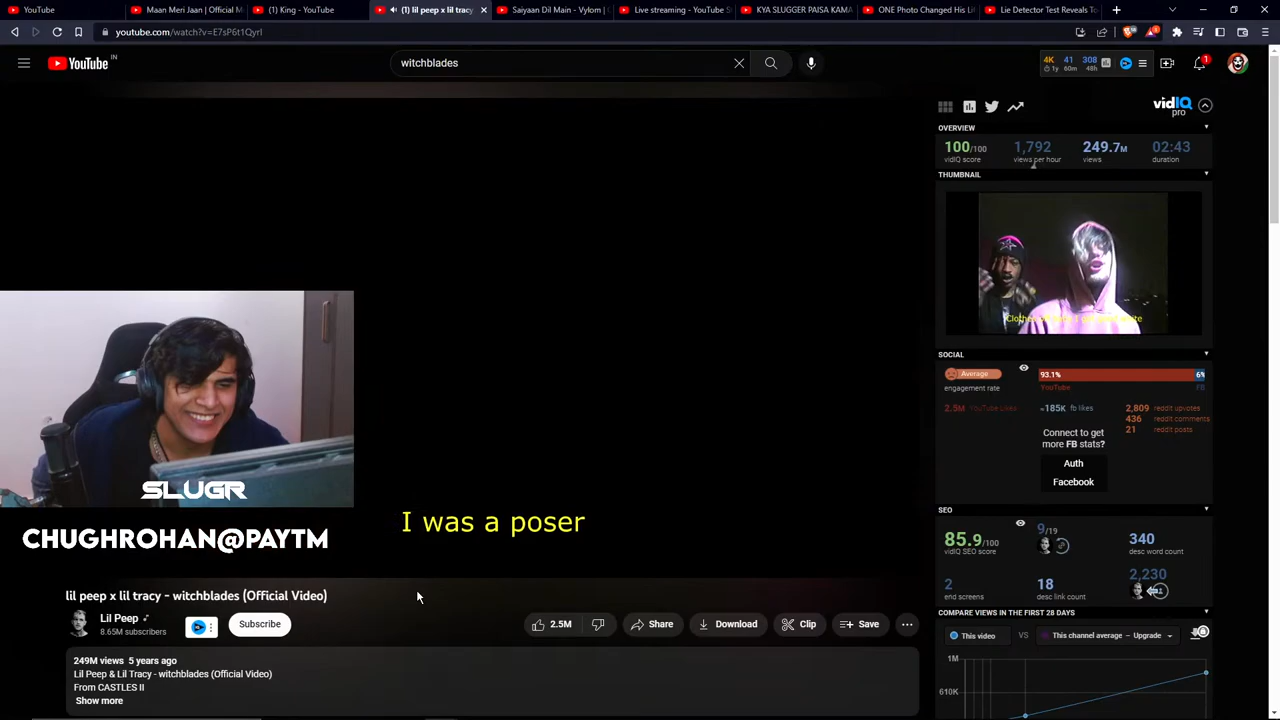 YouTube
Maan Meri Jaan | Official M
(1) King - YouTube
(1) lil peep x lil tracy
Saiyaan Dil Main - Vylom |
Live streaming - YouTube S
KYA SLUGGER PAISA KAMA
ONE Photo Changed His Li
Lie Detector Test Reveals T
youtube.com/watch?v=E7sP6t1Qyrl
YouTube IN
witchblades
4K 41 308
1y 60m 48h
1
vidIQ
pro
OVERVIEW
100/100
vidIQ score
1,792
views per hour
249.7M
views
02:43
duration
THUMBNAIL
SOCIAL
Average
engagement rate
93.1%
6%
YouTube
FB
2.5M YouTube Likes
≈185K fb likes
2,809 reddit upvotes
436 reddit comments
21 reddit posts
Connect to get
more FB stats?
Auth
Facebook
SLUGR
CHUGHROHAN@PAYTM
I was a poser
SEO
85.9/100
vidIQ SEO score
9/19
340
desc word count
2
end screens
18
desc link count
2,230
COMPARE VIEWS IN THE FIRST 28 DAYS
This video
VS
This channel average – Upgrade
1M
610K
lil peep x lil tracy - witchblades (Official Video)
Lil Peep
8.65M subscribers
Subscribe
2.5M
Share
Download
Clip
Save
249M views 5 years ago
Lil Peep & Lil Tracy - witchblades (Official Video)
From CASTLES II
Show more